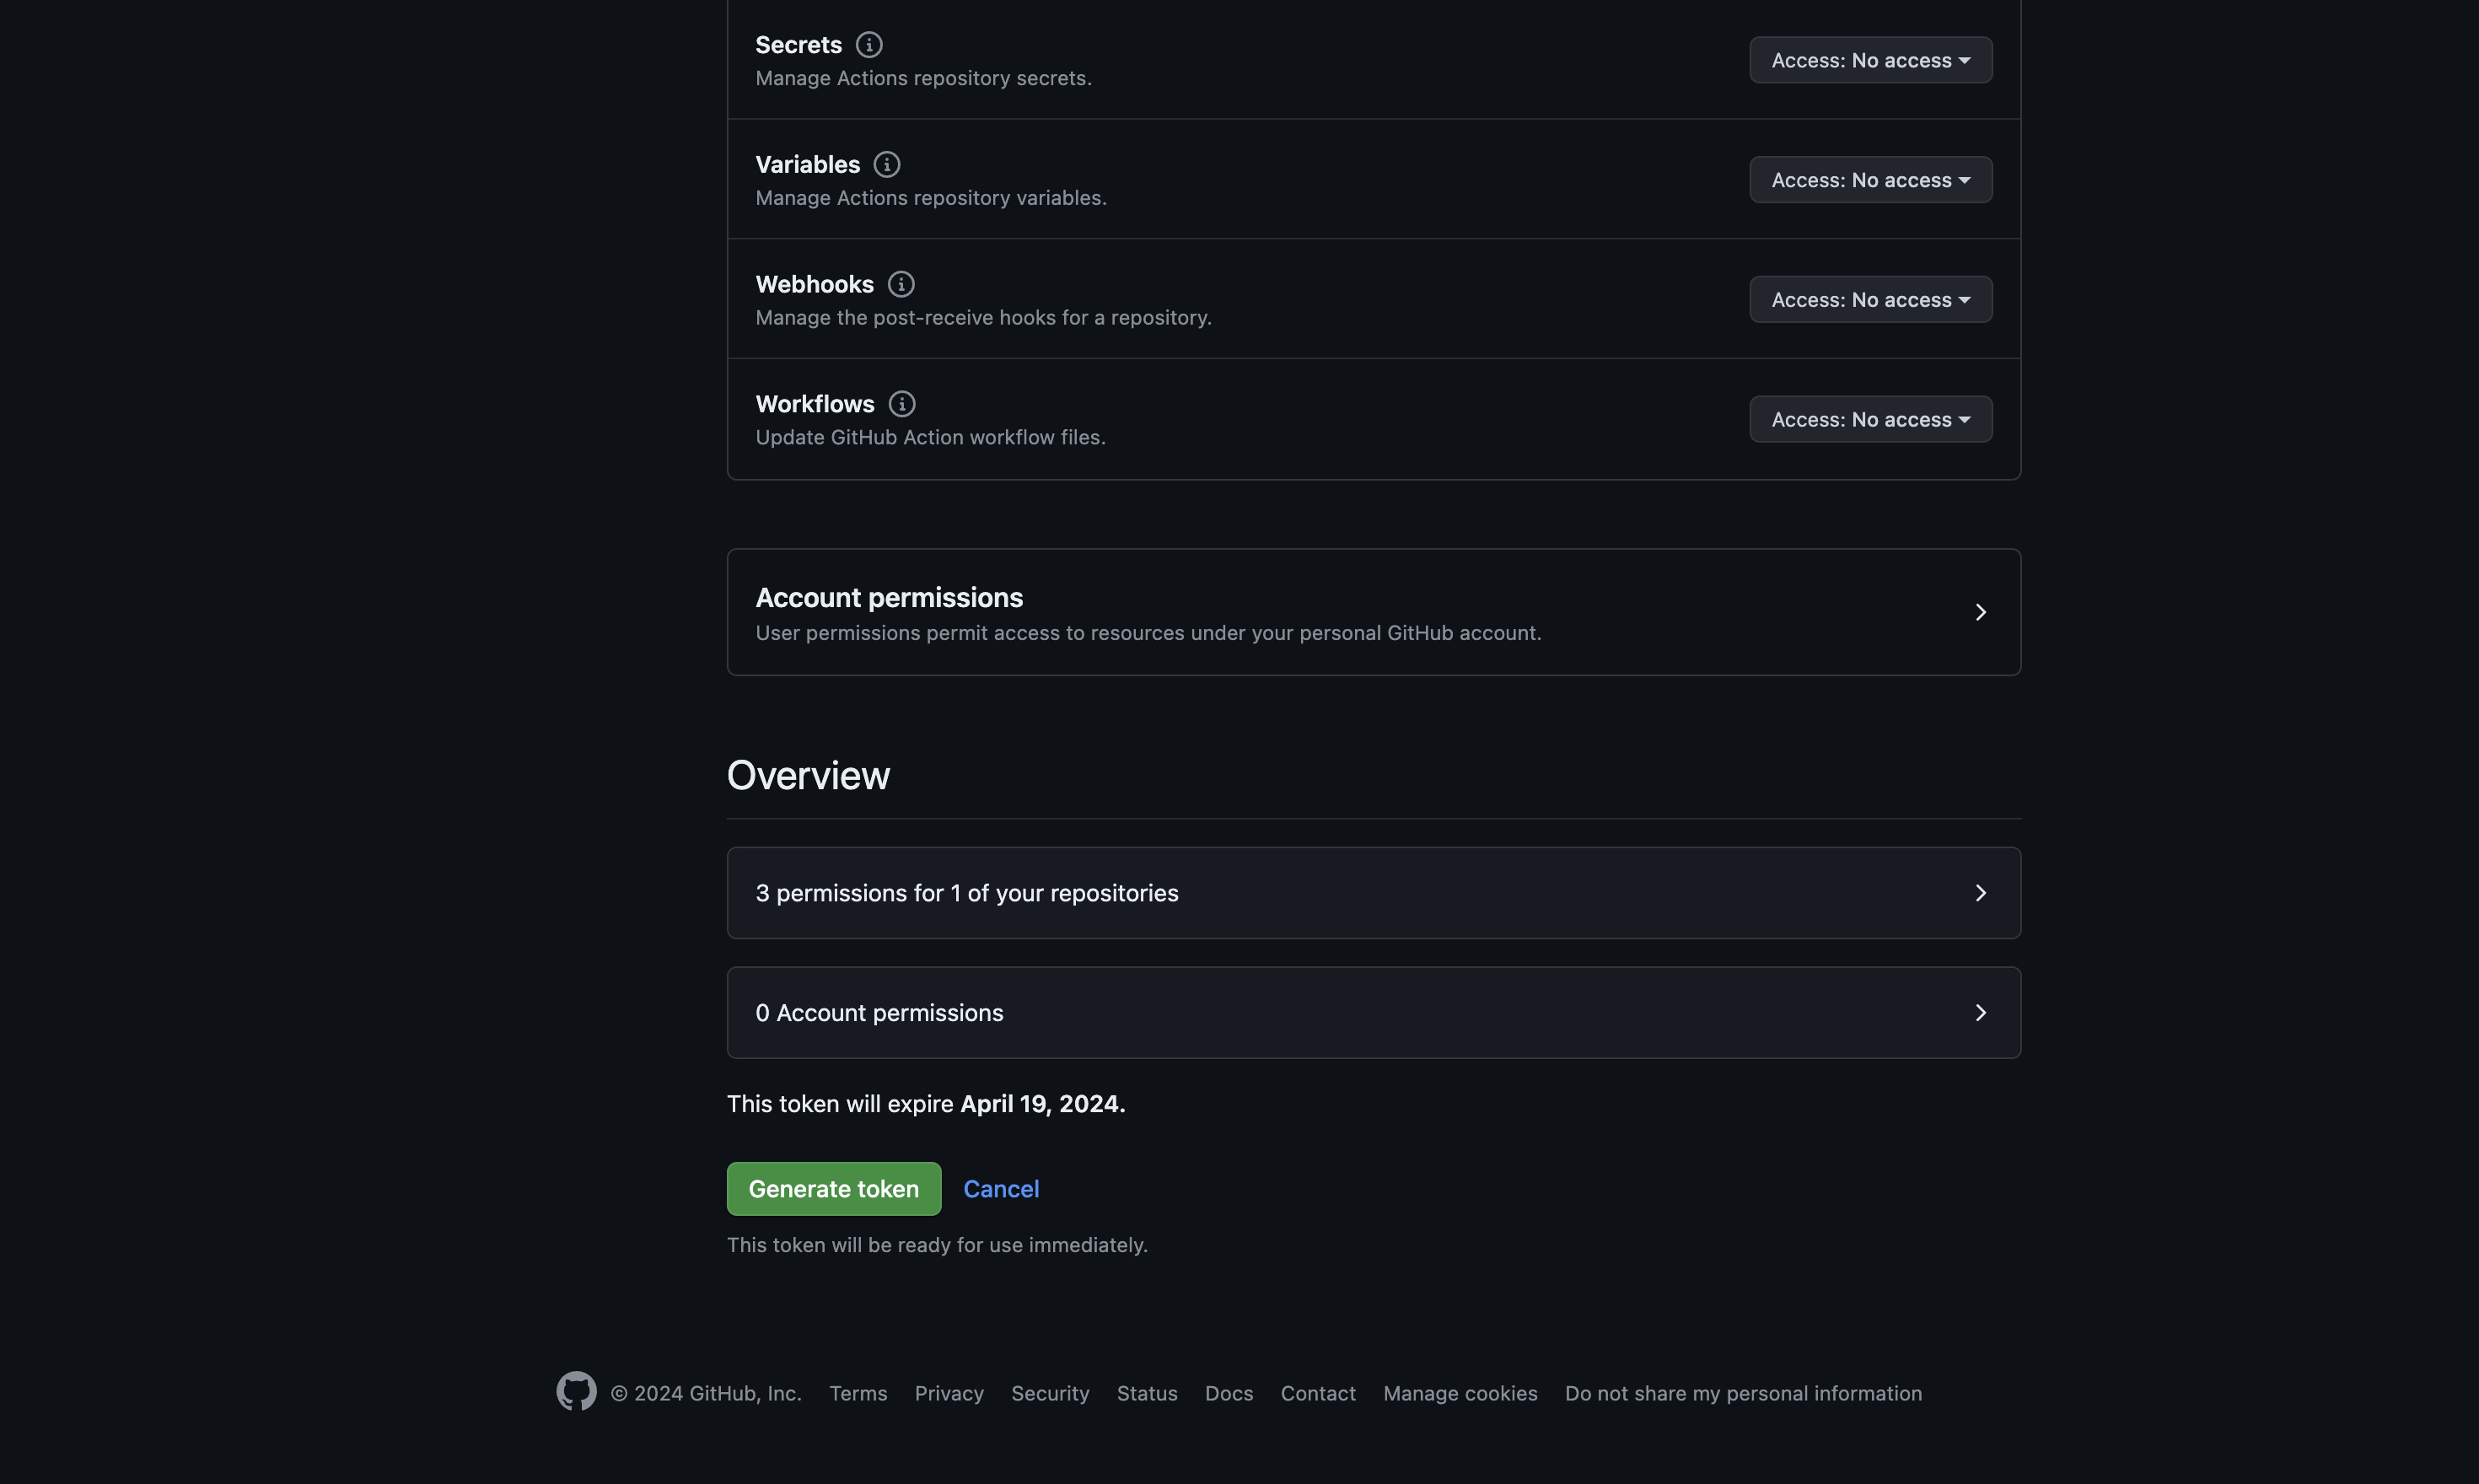 Secrets
Manage Actions repository secrets.
Access: No access
Variables
Manage Actions repository variables.
Access: No access
Webhooks
Manage the post-receive hooks for a repository.
Access: No access
Workflows
Update GitHub Action workflow files.
Access: No access
Account permissions
User permissions permit access to resources under your personal GitHub account.
Overview
3 permissions for 1 of your repositories
0 Account permissions
This token will expire April 19, 2024.
Generate token Cancel
This token will be ready for use immediately.
© 2024 GitHub, Inc. Terms Privacy Security Status Docs Contact Manage cookies Do not share my personal information